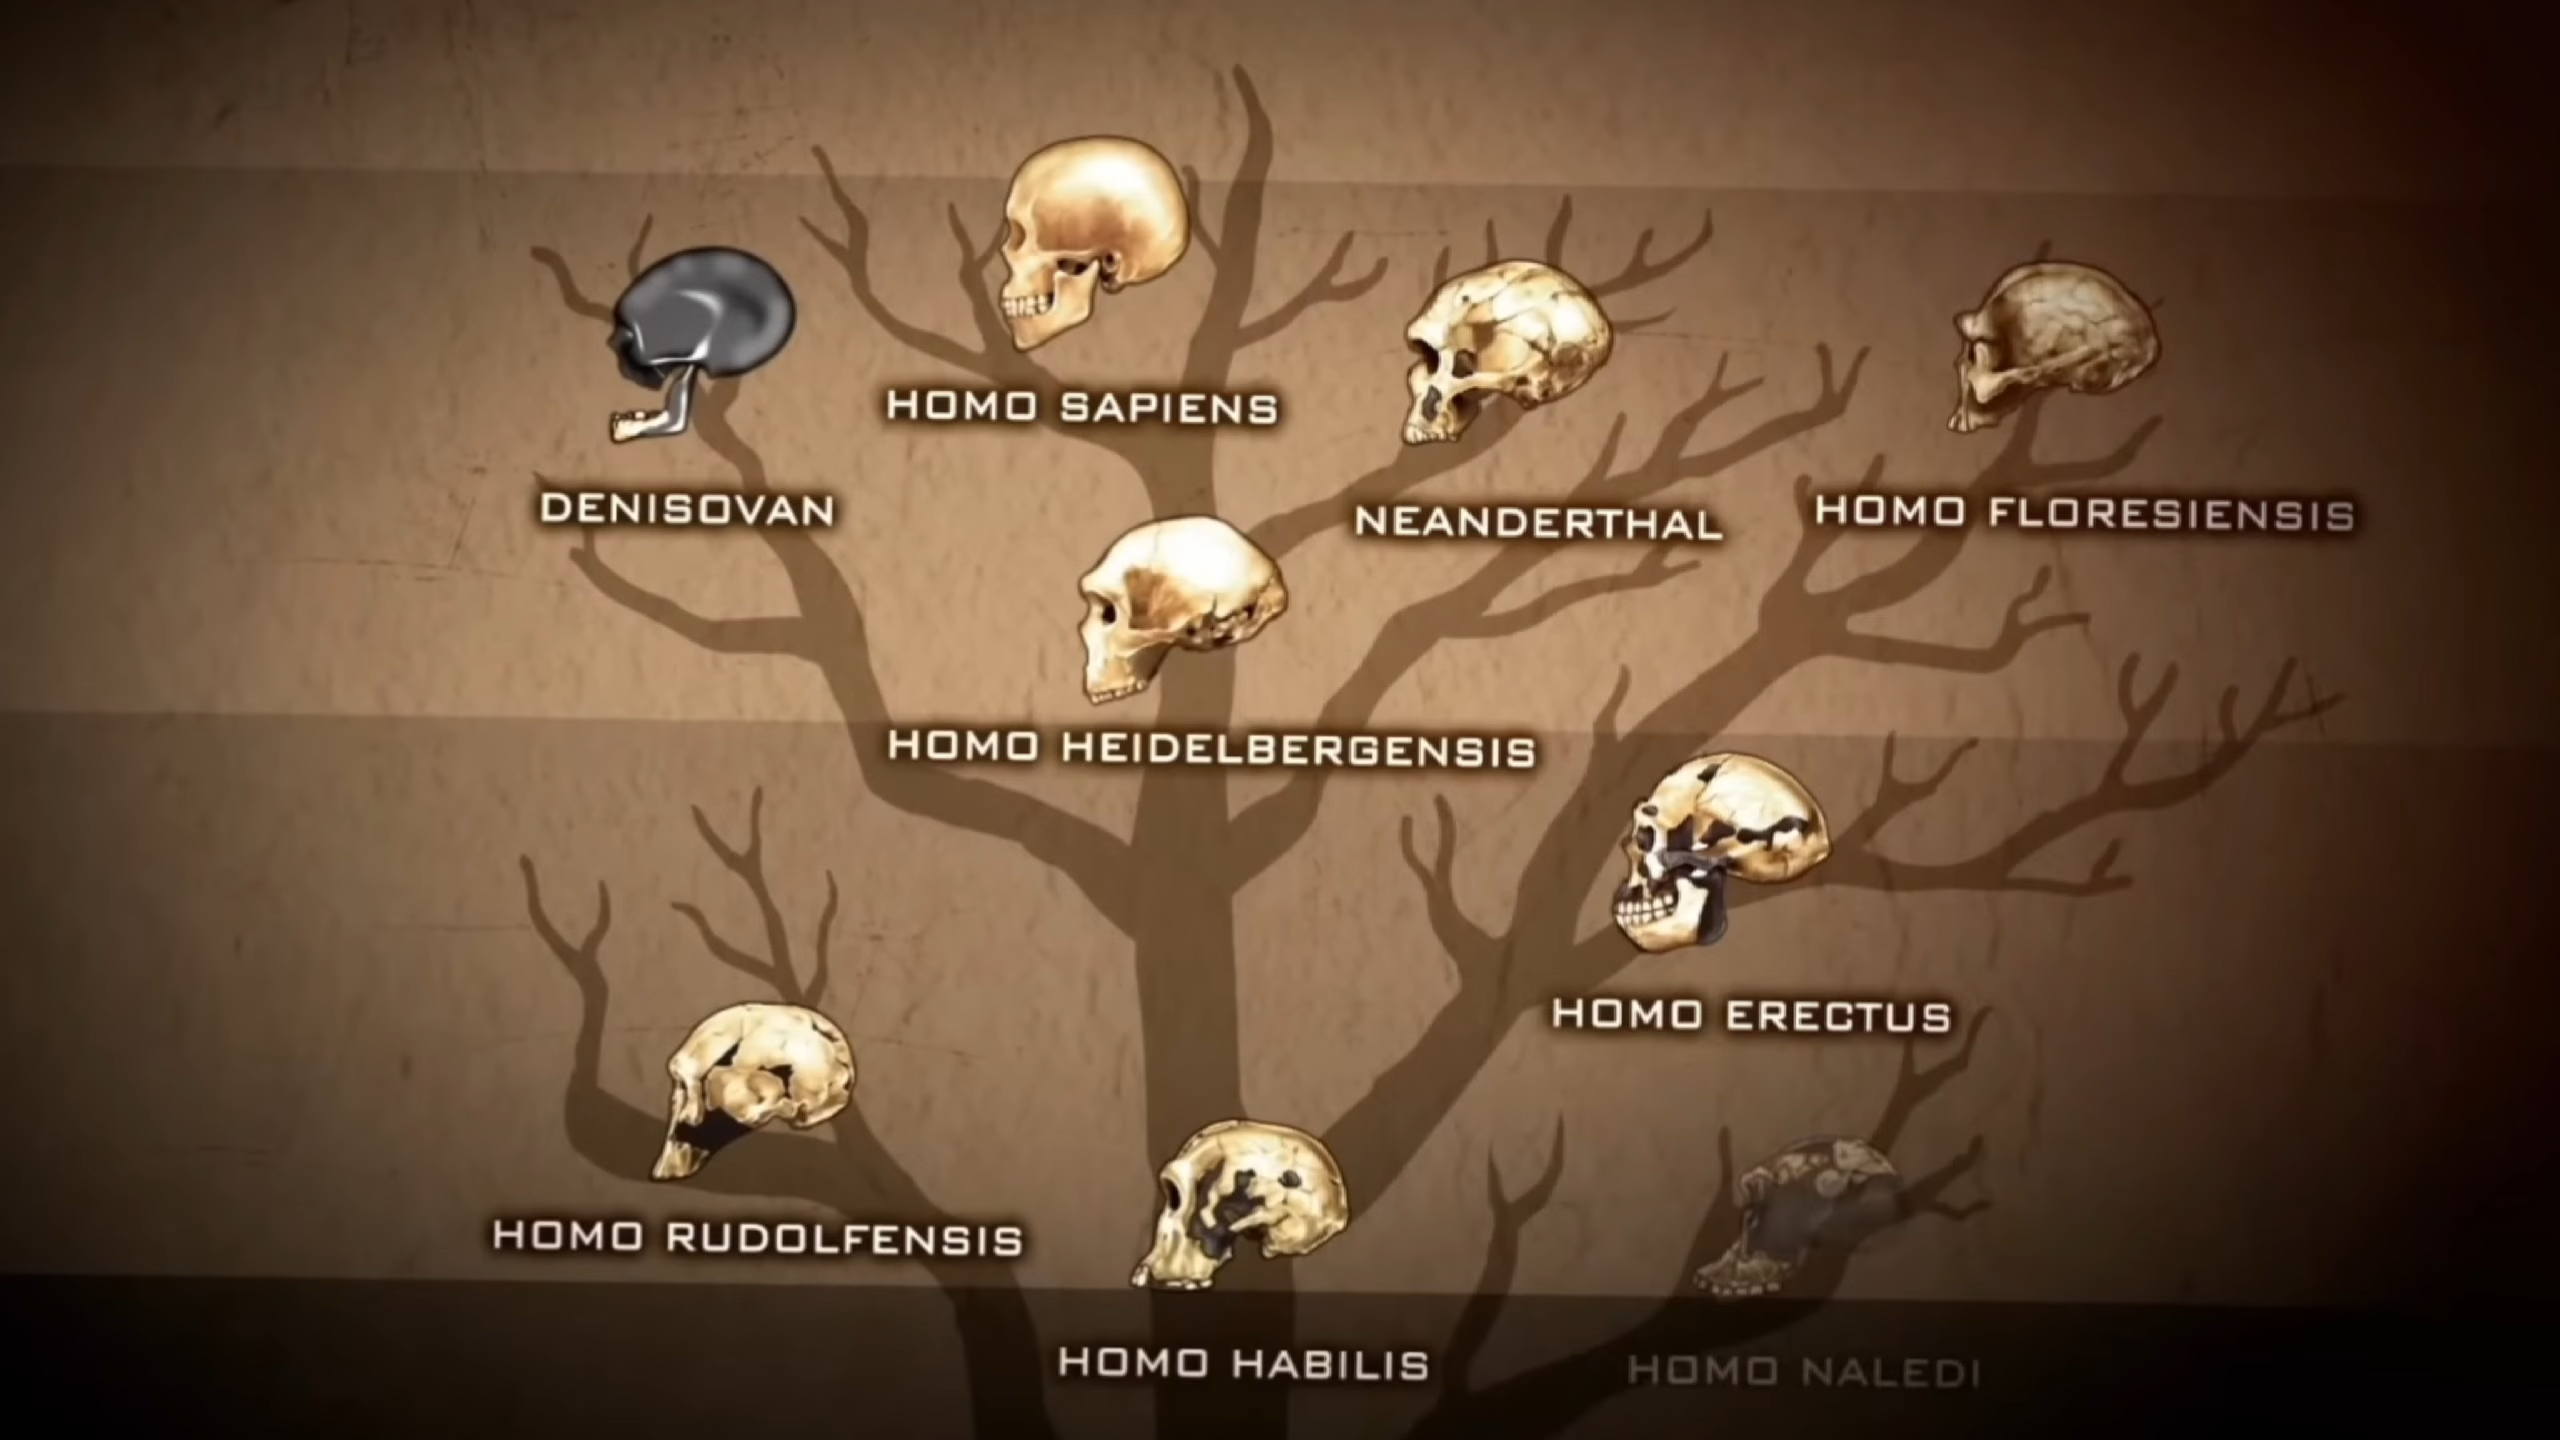 HOMO SAPIENS
DENISOVAN
NEANDERTHAL
HOMO FLORESIENSIS
HOMO HEIDELBERGENSIS
HOMO ERECTUS
HOMO RUDOLFENSIS
HOMO HABILIS
HOMO NALEDI